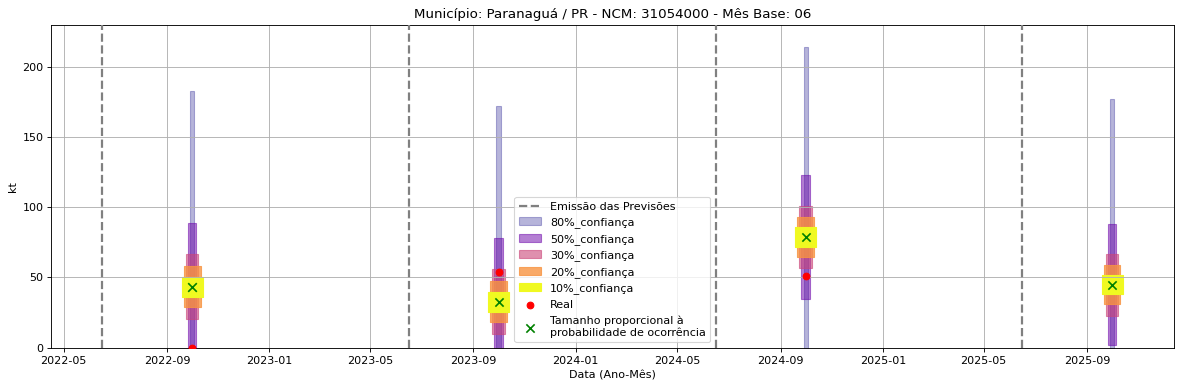 Município: Paranaguá / PR - NCM: 31054000 - Mês Base: 06
kt
200
150
100
50
0
Emissão das Previsões
80%_confiança
50%_confiança
30%_confiança
20%_confiança
10%_confiança
Real
Tamanho proporcional à
probabilidade de ocorrência
2022-05 2022-09 2023-01 2023-05 2023-09 2024-01 2024-05 2024-09 2025-01 2025-05 2025-09
Data (Ano-Mês)